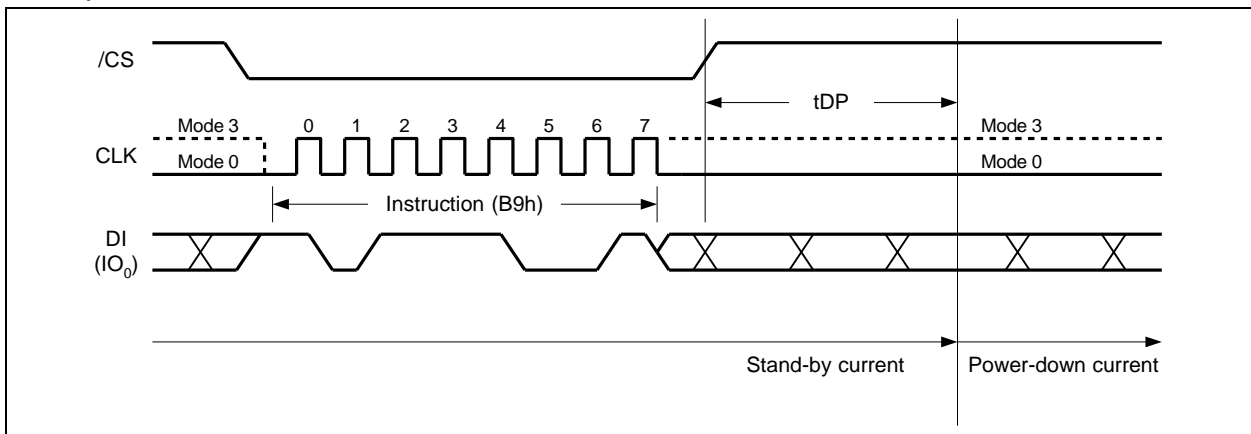 /CS
tDP
Mode 3 0 1 2 3 4 5 6 7 Mode 3
CLK
Mode 0 Mode 0
Instruction (B9h)
DI
(IO₀)
Stand-by current Power-down current